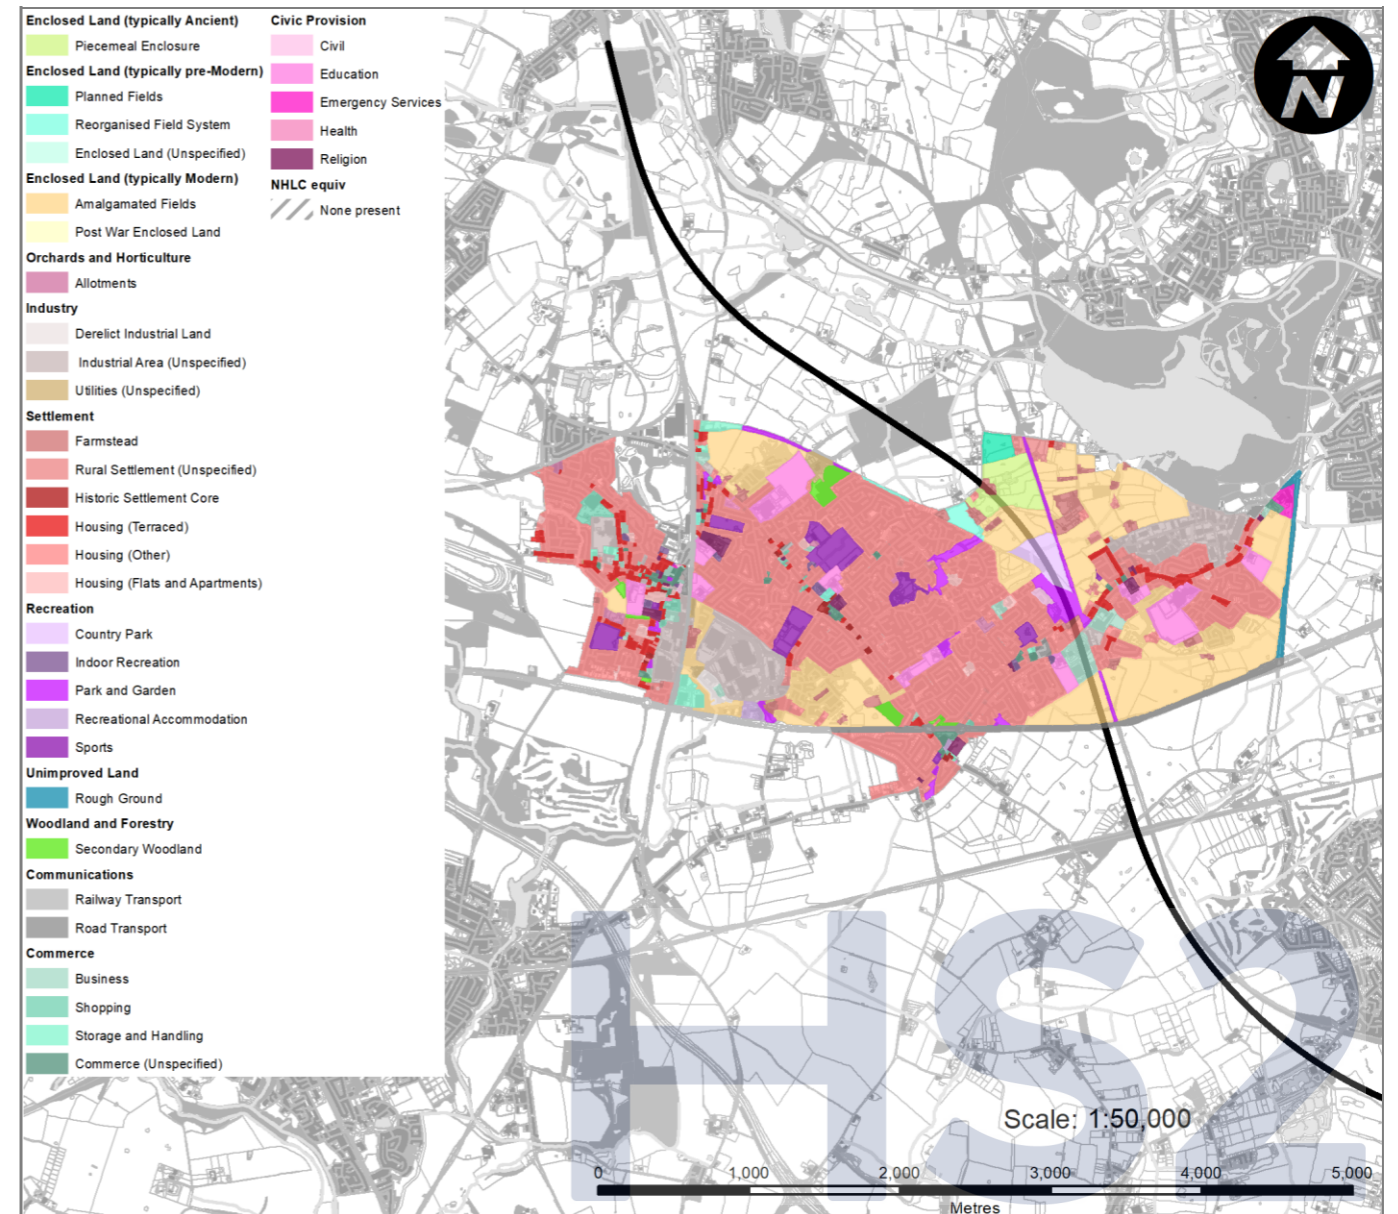 Enclosed Land (typically Ancient)
Piecemeal Enclosure
Enclosed Land (typically pre-Modern)
Planned Fields
Reorganised Field System
Enclosed Land (Unspecified)
Enclosed Land (typically Modern)
Amalgamated Fields
Post War Enclosed Land
Orchards and Horticulture
Allotments
Industry
Derelict Industrial Land
Industrial Area (Unspecified)
Utilities (Unspecified)
Settlement
Farmstead
Rural Settlement (Unspecified)
Historic Settlement Core
Housing (Terraced)
Housing (Other)
Housing (Flats and Apartments)
Recreation
Country Park
Indoor Recreation
Park and Garden
Recreational Accommodation
Sports
Unimproved Land
Rough Ground
Woodland and Forestry
Secondary Woodland
Communications
Railway Transport
Road Transport
Commerce
Business
Shopping
Storage and Handling
Commerce (Unspecified)
Civic Provision
Civil
Education
Emergency Services
Health
Religion
NHLC equiv
None present
N
HS2
Scale: 1:50,000
0 1,000 2,000 3,000 4,000 5,000
Metres